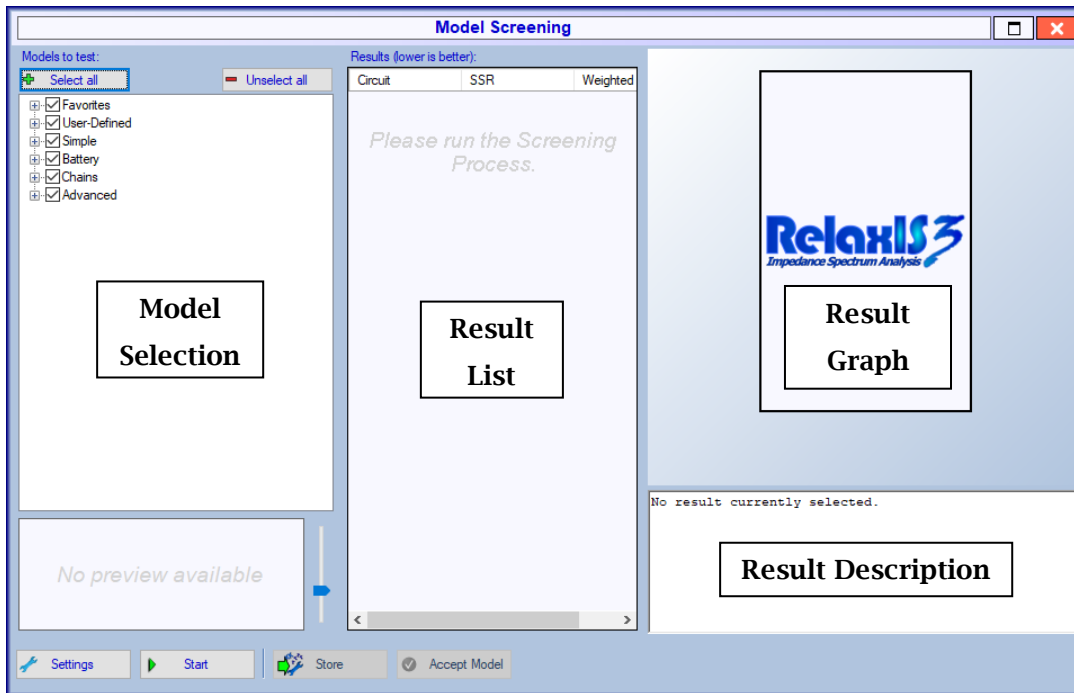 Model Screening
Models to test:
Select all
Unselect all
Favorites
User-Defined
Simple
Battery
Chains
Advanced
Model
Selection
No preview available
Results (lower is better):
Circuit SSR Weighted
Please run the Screening
Process.
Result
List
RelaxIS 3
Impedance Spectrum Analysis
Result
Graph
No result currently selected.
Result Description
Settings
Start
Store
Accept Model